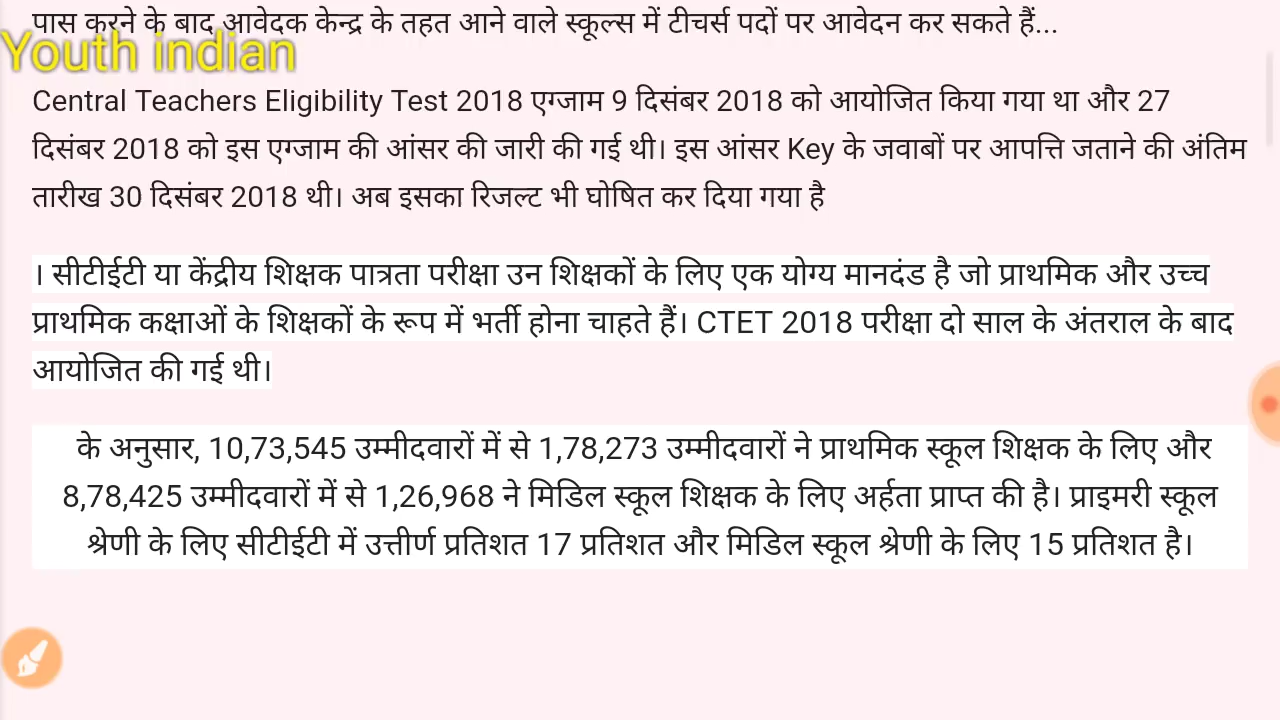 पास करने के बाद आवेदक केन्द्र के तहत आने वाले स्कूल्स में टीचर्स पदों पर आवेदन कर सकते हैं...
Youth indian
Central Teachers Eligibility Test 2018 एग्जाम 9 दिसंबर 2018 को आयोजित किया गया था और 27
दिसंबर 2018 को इस एग्जाम की आंसर की जारी की गई थी। इस आंसर Key के जवाबों पर आपत्ति जताने की अंतिम
तारीख 30 दिसंबर 2018 थी। अब इसका रिजल्ट भी घोषित कर दिया गया है
। सीटीईटी या केंद्रीय शिक्षक पात्रता परीक्षा उन शिक्षकों के लिए एक योग्य मानदंड है जो प्राथमिक और उच्च
प्राथमिक कक्षाओं के शिक्षकों के रूप में भर्ती होना चाहते हैं। CTET 2018 परीक्षा दो साल के अंतराल के बाद
आयोजित की गई थी।
के अनुसार, 10,73,545 उम्मीदवारों में से 1,78,273 उम्मीदवारों ने प्राथमिक स्कूल शिक्षक के लिए और
8,78,425 उम्मीदवारों में से 1,26,968 ने मिडिल स्कूल शिक्षक के लिए अर्हता प्राप्त की है। प्राइमरी स्कूल
श्रेणी के लिए सीटीईटी में उत्तीर्ण प्रतिशत 17 प्रतिशत और मिडिल स्कूल श्रेणी के लिए 15 प्रतिशत है।